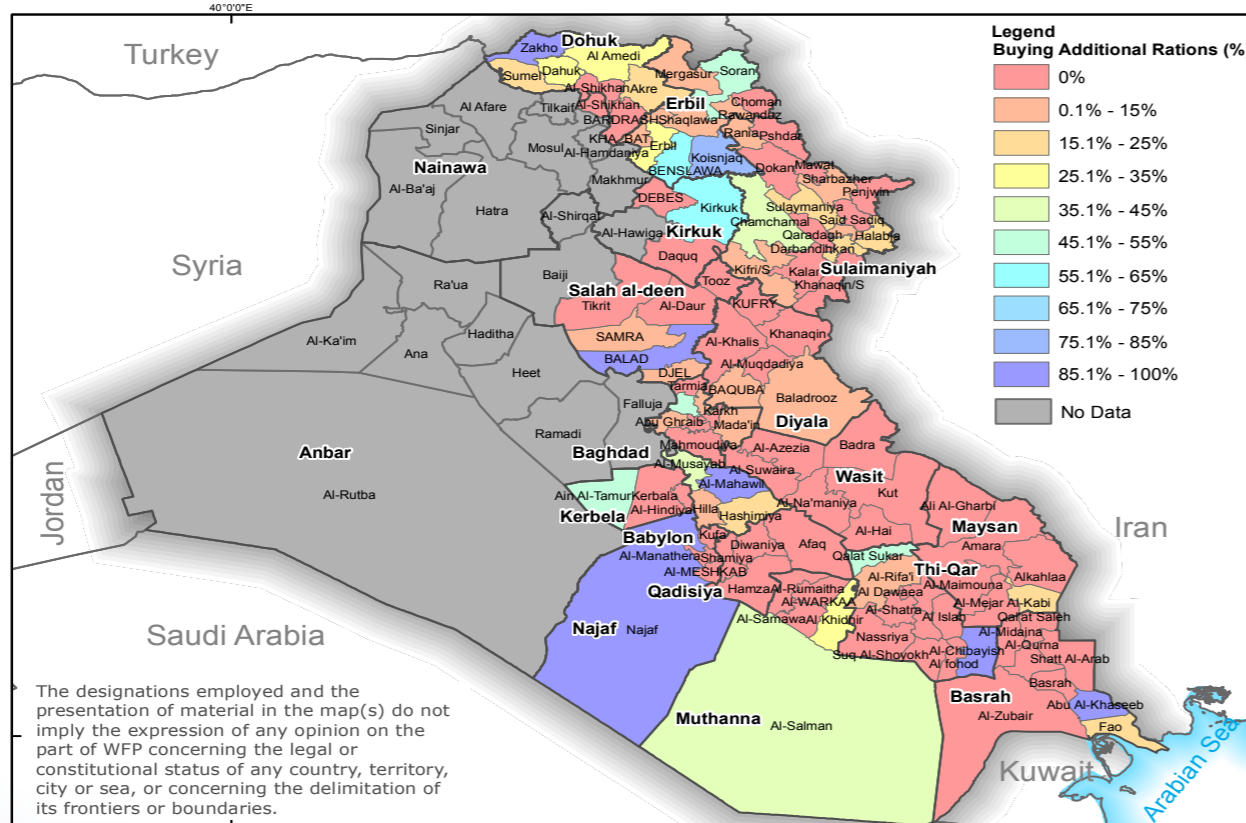 40°0'0"E
Legend
Buying Additional Rations (%
0%
0.1% - 15%
15.1% - 25%
25.1% - 35%
35.1% - 45%
45.1% - 55%
55.1% - 65%
65.1% - 75%
75.1% - 85%
85.1% - 100%
No Data
Turkey
Syria
Jordan
Saudi Arabia
Iran
Kuwait
Arabian Sea
Dohuk
Zakho
Al Amedi
Dahuk
Sumel
Mergasur
Soran
Al-Shikhan
Al-Shikhan
Akre
Erbil
Choman
Rawanduz
BARDRASH
Shaqlawa
Al Afare
Tilkaif
Sinjar
Mosul
KHA_BAT
Al-Hamdaniya
Erbil
Rania
Pshdar
Nainawa
BENSLAWA
Koisnjaq
Dokan
Mawat
Sharbazher
Penjwin
Al-Ba'aj
Makhmur
DEBES
Kirkuk
Sulaymaniya
Hatra
Al-Shirqat
Chamchamal
Said Sadiq
Al-Hawiga
Kirkuk
Qaradagh
Halabja
Darbandihkan
Daquq
Kifri/S
Kalar
Sulaimaniyah
Khanaqin/S
Baiji
Tooz
Ra'ua
Salah al-deen
Tikrit
Al-Daur
KUFRY
Haditha
SAMRA
Khanaqin
Al-Ka'im
Ana
Al-Khalis
BALAD
Al-Muqdadiya
Heet
DJEL
Tarmia
BAQUBA
Baladrooz
Falluja
Karkh
Abu Ghraib
Mada'in
Diyala
Ramadi
Baghdad
Mahmoudiya
Badra
Anbar
Al-Azezia
Al-Musayab
Al-Suwaira
Wasit
Al-Rutba
Al-Mahawil
Ain Al-Tamur
Kerbala
Al-Na'maniya
Kut
Kerbela
Al-Hindiya
Hilla
Hashimiya
Ali Al-Gharbi
Maysan
Babylon
Kufa
Al-Hai
Al-Manathera
Diwaniya
Afaq
Amara
Shamiya
Qalat Sukar
Al-MESHKAB
Thi-Qar
Al-Rifa'i
Al-Maimouna
Alkahlaa
Qadisiya
Hamza
Al-Rumaitha
Al Dawaea
Al-WARKAA
Al-Mejar Al-Kabi
Al-Samawa
Al-Khidhir
Al-Shatra
Al Islah
Qal'at Saleh
Najaf
Najaf
Nassriya
Al-Midajna
Suq Al-Shoyokh
Al-Chibayish
Al-Qurna
Al fohod
Shatt Al-Arab
Basrah
Basrah
Muthanna
Al-Salman
Al-Zubair
Abu Al-Khaseeb
Fao
The designations employed and the
presentation of material in the map(s) do not
imply the expression of any opinion on the
part of WFP concerning the legal or
constitutional status of any country, territory,
city or sea, or concerning the delimitation of
its frontiers or boundaries.